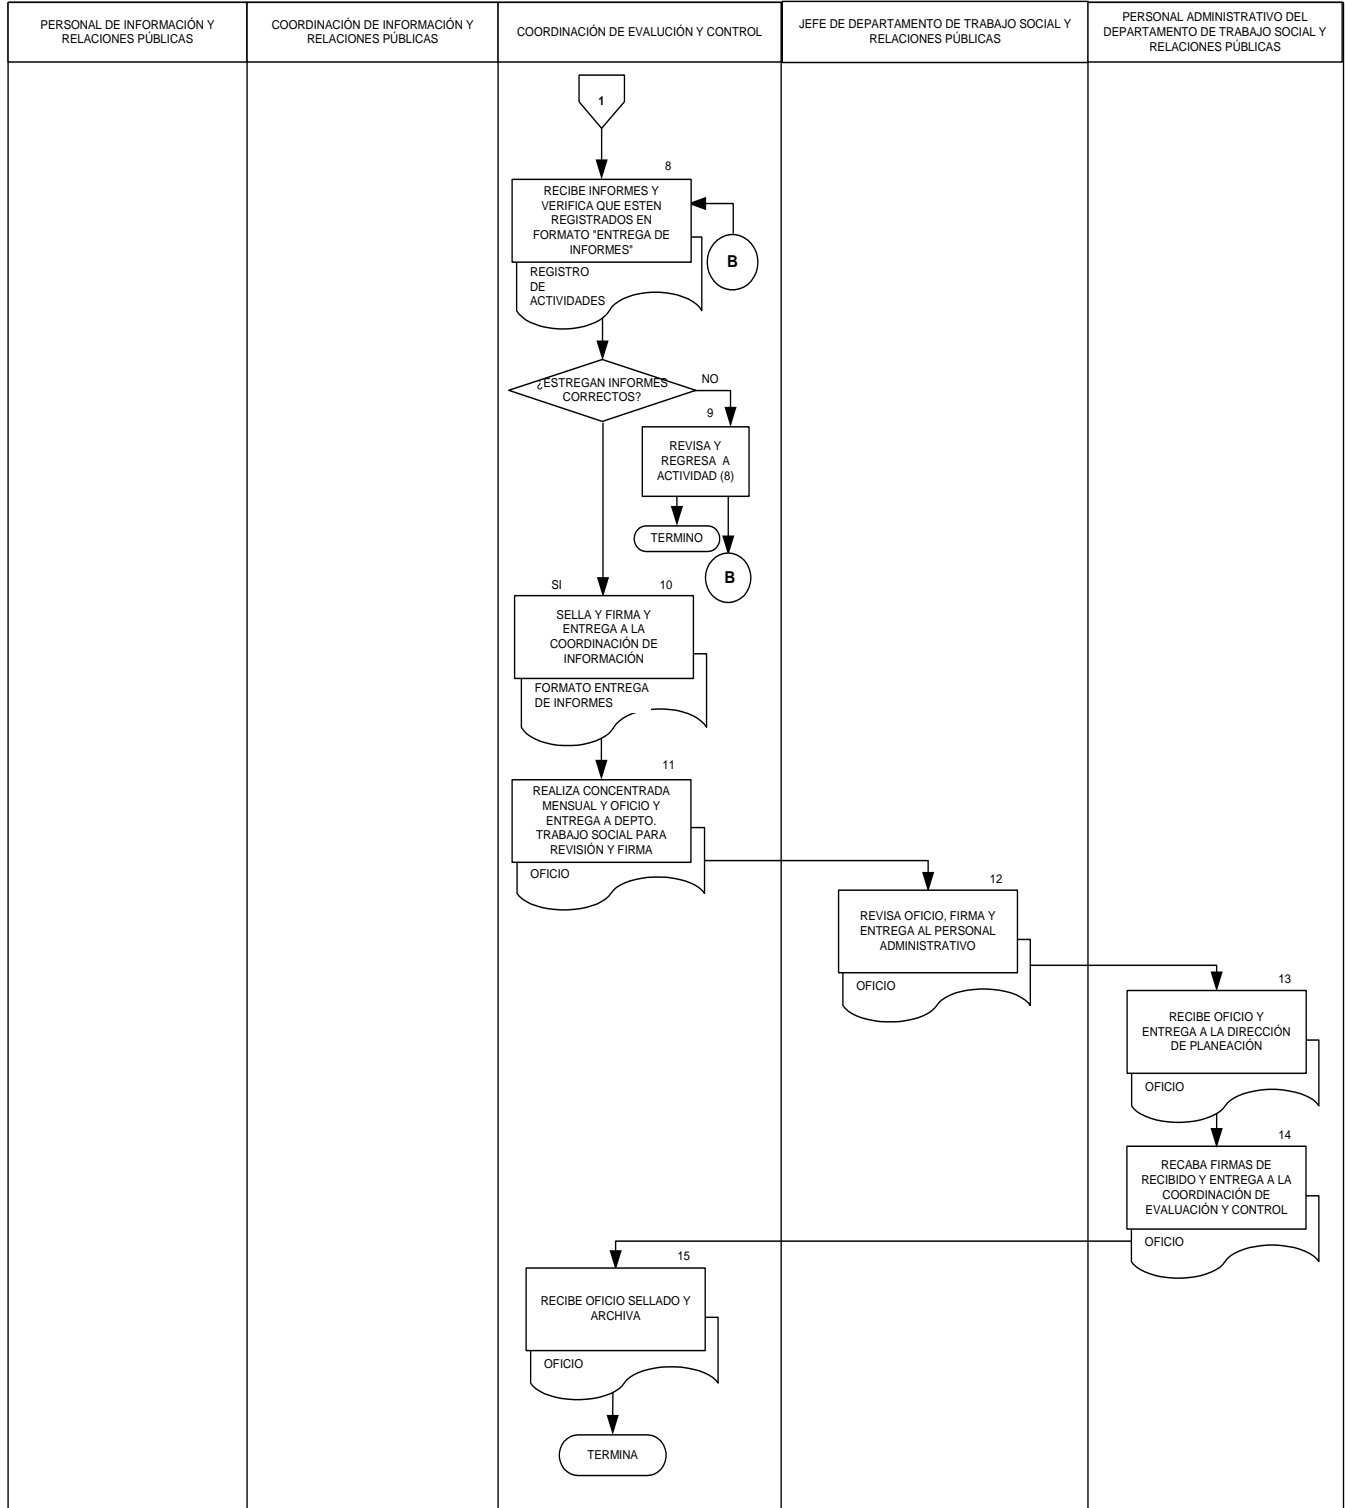 PERSONAL DE INFORMACIÓN Y
RELACIONES PÚBLICAS
COORDINACIÓN DE INFORMACIÓN Y
RELACIONES PÚBLICAS
COORDINACIÓN DE EVALUCIÓN Y CONTROL
JEFE DE DEPARTAMENTO DE TRABAJO SOCIAL Y
RELACIONES PÚBLICAS
PERSONAL ADMINISTRATIVO DEL
DEPARTAMENTO DE TRABAJO SOCIAL Y
RELACIONES PÚBLICAS
1
8
RECIBE INFORMES Y
VERIFICA QUE ESTEN
REGISTRADOS EN
FORMATO "ENTREGA DE
INFORMES"
B
REGISTRO
DE
ACTIVIDADES
¿ESTREGAN INFORMES
CORRECTOS?
NO
9
REVISA Y
REGRESA A
ACTIVIDAD (8)
TERMINO
B
SI
10
SELLA Y FIRMA Y
ENTREGA A LA
COORDINACIÓN DE
INFORMACIÓN
FORMATO ENTREGA
DE INFORMES
11
REALIZA CONCENTRADA
MENSUAL Y OFICIO Y
ENTREGA A DEPTO.
TRABAJO SOCIAL PARA
REVISIÓN Y FIRMA
OFICIO
12
REVISA OFICIO, FIRMA Y
ENTREGA AL PERSONAL
ADMINISTRATIVO
OFICIO
13
RECIBE OFICIO Y
ENTREGA A LA DIRECCIÓN
DE PLANEACIÓN
OFICIO
14
RECABA FIRMAS DE
RECIBIDO Y ENTREGA A LA
COORDINACIÓN DE
EVALUACIÓN Y CONTROL
OFICIO
15
RECIBE OFICIO SELLADO Y
ARCHIVA
OFICIO
TERMINA